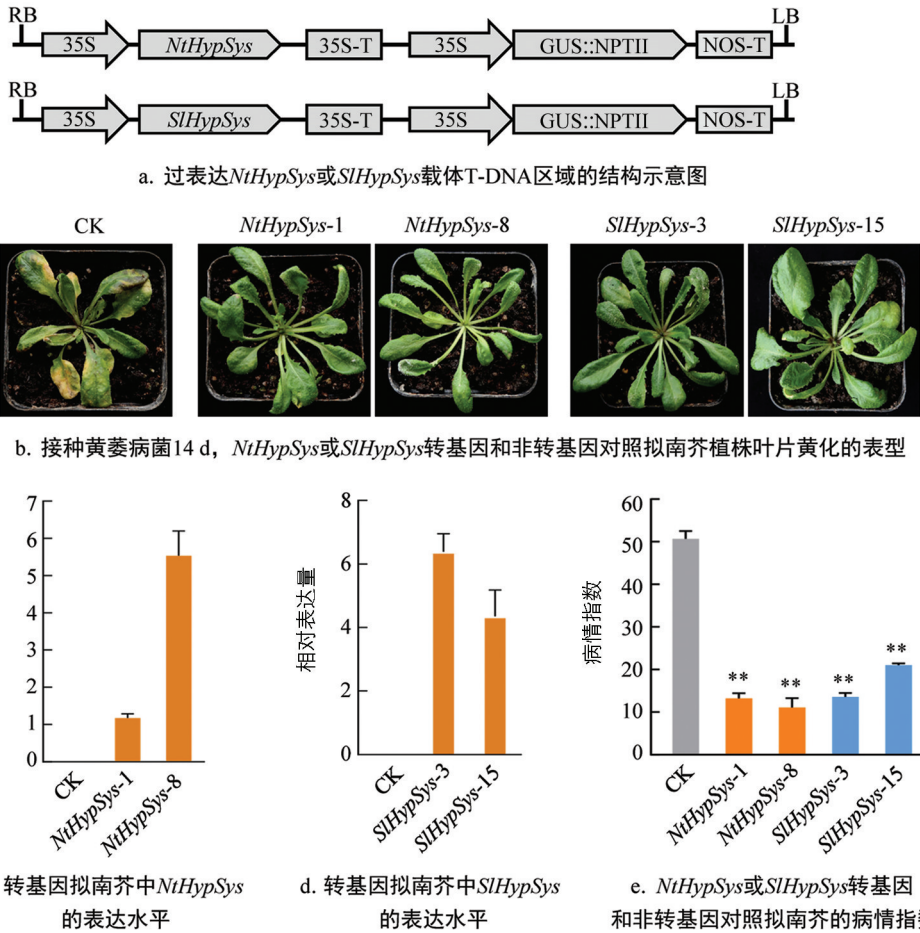 RB LB
35S NtHypSys 35S-T 35S GUS::NPTII NOS-T
RB LB
35S SlHypSys 35S-T 35S GUS::NPTII NOS-T
a. 过表达NtHypSys或SlHypSys载体T-DNA区域的结构示意图
CK NtHypSys-1 NtHypSys-8 SlHypSys-3 SlHypSys-15
b. 接种黄萎病菌14 d，NtHypSys或SlHypSys转基因和非转基因对照拟南芥植株叶片黄化的表型
7
6
5
4
3
2
1
0
CK NtHypSys-1 NtHypSys-8
转基因拟南芥中NtHypSys
的表达水平
相对表达量
8
6
4
2
0
CK SlHypSys-3 SlHypSys-15
d. 转基因拟南芥中SlHypSys
的表达水平
病情指数
60
50
40
30
20
10
0
** ** ** **
CK NtHypSys-1 NtHypSys-8 SlHypSys-3 SlHypSys-15
e. NtHypSys或SlHypSys转基因
和非转基因对照拟南芥的病情指